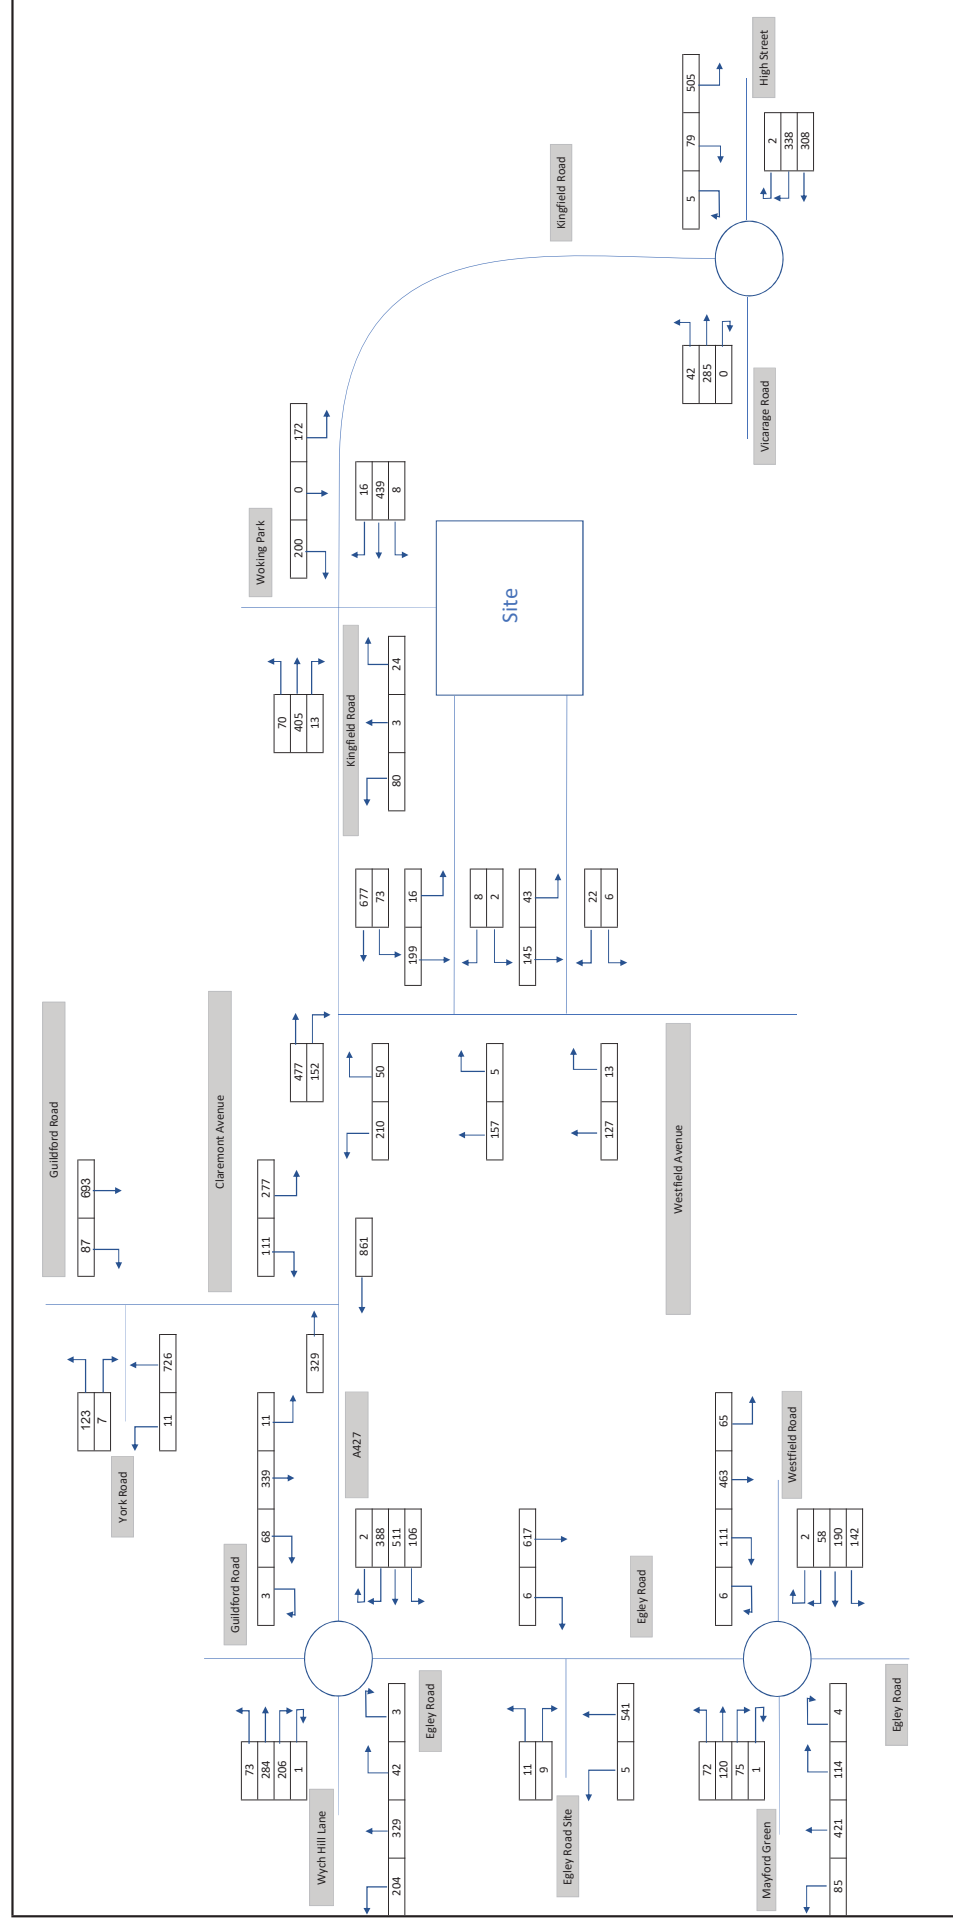 Guildford Road
87 693
Claremont Avenue
111 277
York Road
123
7
11 726
Guildford Road
3 68 339 11
329
861
A427
2
388
511
106
Wych Hill Lane
73
284
206
1
204 329 42 3
Egley Road
477
152
210 50
Kingfield Road
677
73
199 16
8
2
145 43
22
6
157 5
127 13
Westfield Avenue
Woking Park
200 0 172
70
405
13
16
439
8
80 3 24
Site
Kingfield Road
5 79 505
High Street
2
338
308
42
285
0
Vicarage Road
6 617
11
9
5 541
Egley Road Site
Egley Road
6 111 463 65
Westfield Road
2
58
190
142
72
120
75
1
Mayford Green
85 421 114 4
Egley Road